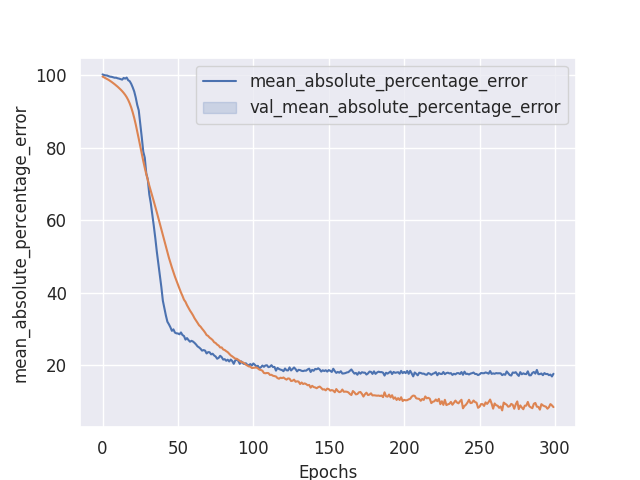 mean_absolute_percentage_error
val_mean_absolute_percentage_error
mean_absolute_percentage_error
100
80
60
40
20
0 50 100 150 200 250 300
Epochs